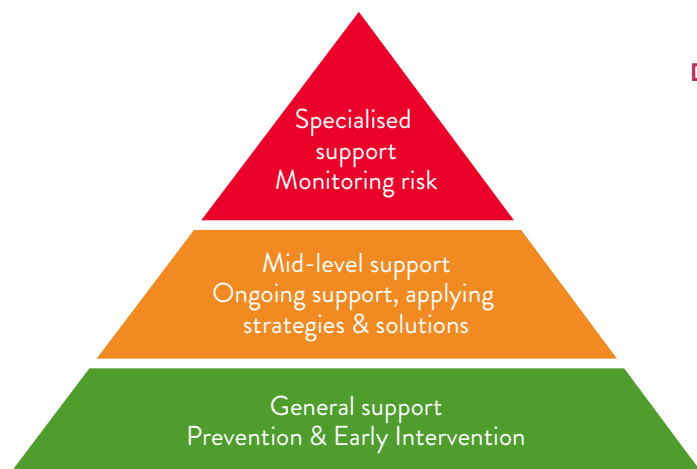 Specialised
support
Monitoring risk
Mid-level support
Ongoing support, applying
strategies & solutions
General support
Prevention & Early Intervention